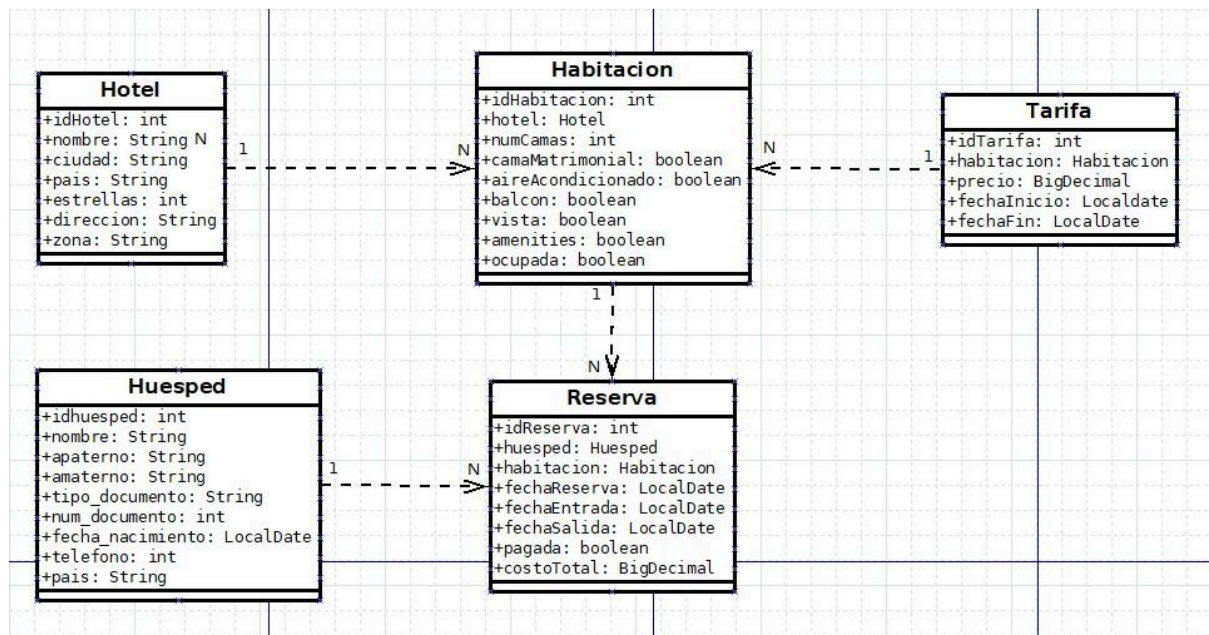 Hotel
+idHotel: int
+nombre: String N
+ciudad: String
+pais: String
+estrellas: int
+direccion: String
+zona: String
1
N
Habitacion
+idHabitacion: int
+hotel: Hotel
+numCamas: int
+camaMatrimonial: boolean
+aireAcondicionado: boolean
+balcon: boolean
+vista: boolean
+amenities: boolean
+ocupada: boolean
N
1
Tarifa
+idTarifa: int
+habitacion: Habitacion
+precio: BigDecimal
+fechaInicio: Localdate
+fechaFin: LocalDate
1
N
Huesped
+idhuesped: int
+nombre: String
+apaterno: String
+amaterno: String
+tipo_documento: String
+num_documento: int
+fecha_nacimiento: LocalDate
+telefono: int
+pais: String
1
N
Reserva
+idReserva: int
+huesped: Huesped
+habitacion: Habitacion
+fechaReserva: LocalDate
+fechaEntrada: LocalDate
+fechaSalida: LocalDate
+pagada: boolean
+costoTotal: BigDecimal